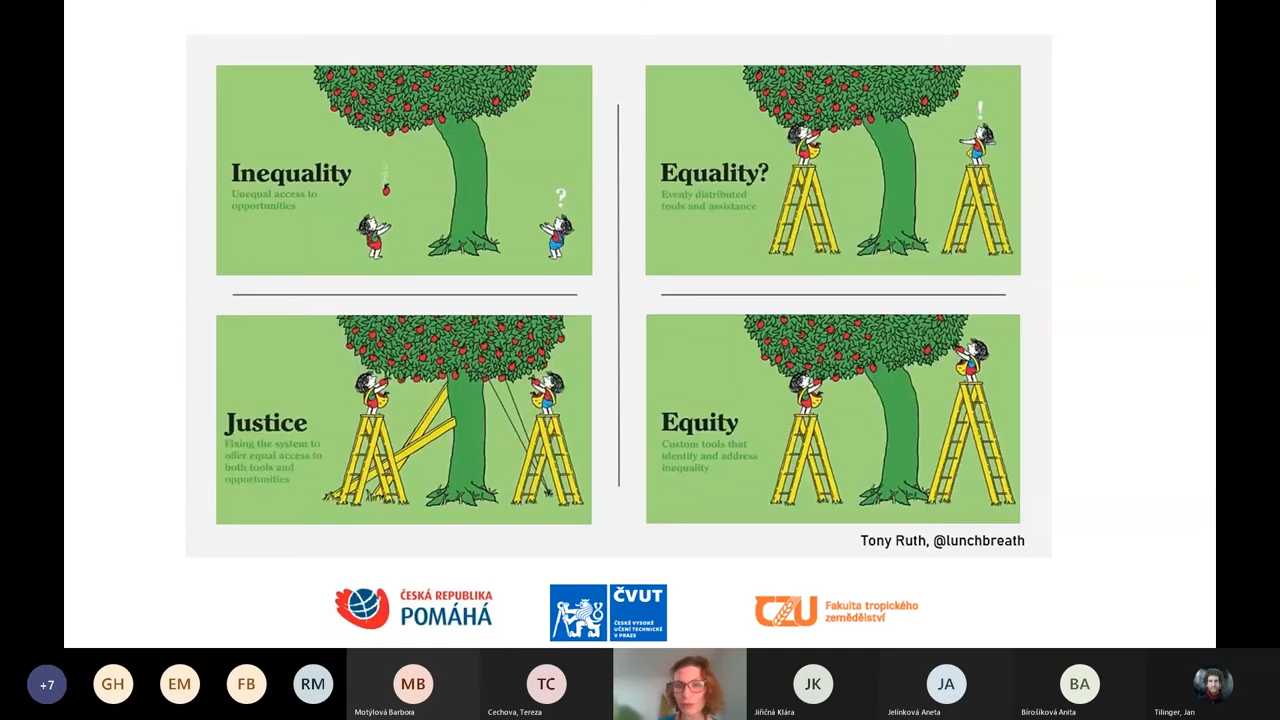 Inequality
Unequal access to
opportunities
?
Equality?
Evenly distributed
tools and assistance
!
Justice
Fixing the system to
offer equal access to
both tools and
opportunities
Equity
Custom tools that
identify and address
inequality
Tony Ruth, @lunchbreath
ČESKÁ REPUBLIKA
POMÁHÁ
ČVUT
ČESKÉ VYSOKÉ
UČENÍ TECHNICKÉ
V PRAZE
CZU
Fakulta tropického
zemědělství
+7
GH
EM
FB
RM
MB
Motýlová Barbora
TC
Cechova, Tereza
JK
Jiřičná Klára
JA
Jelínková Aneta
BA
Birošíková Anita
Tilinger, Jan